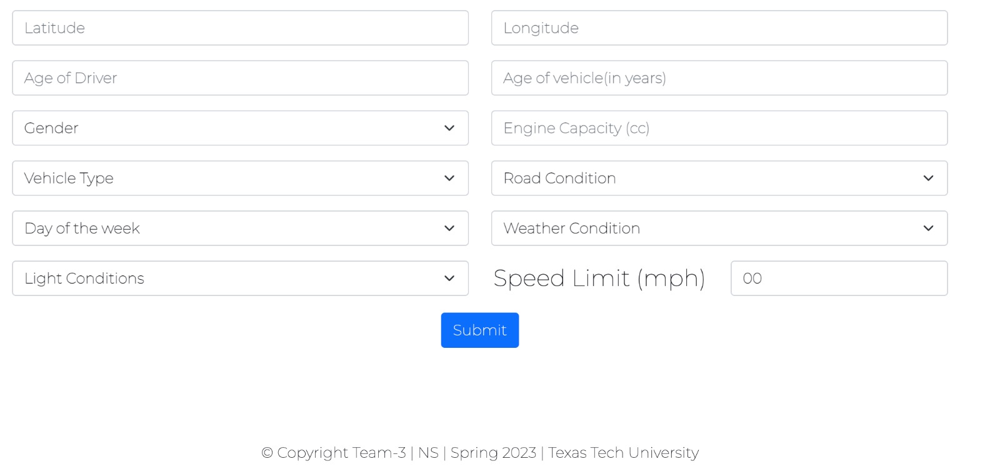 Latitude
Longitude
Age of Driver
Age of vehicle(in years)
Gender
Engine Capacity (cc)
Vehicle Type
Road Condition
Day of the week
Weather Condition
Light Conditions
Speed Limit (mph)
00
Submit
© Copyright Team-3 | NS | Spring 2023 | Texas Tech University